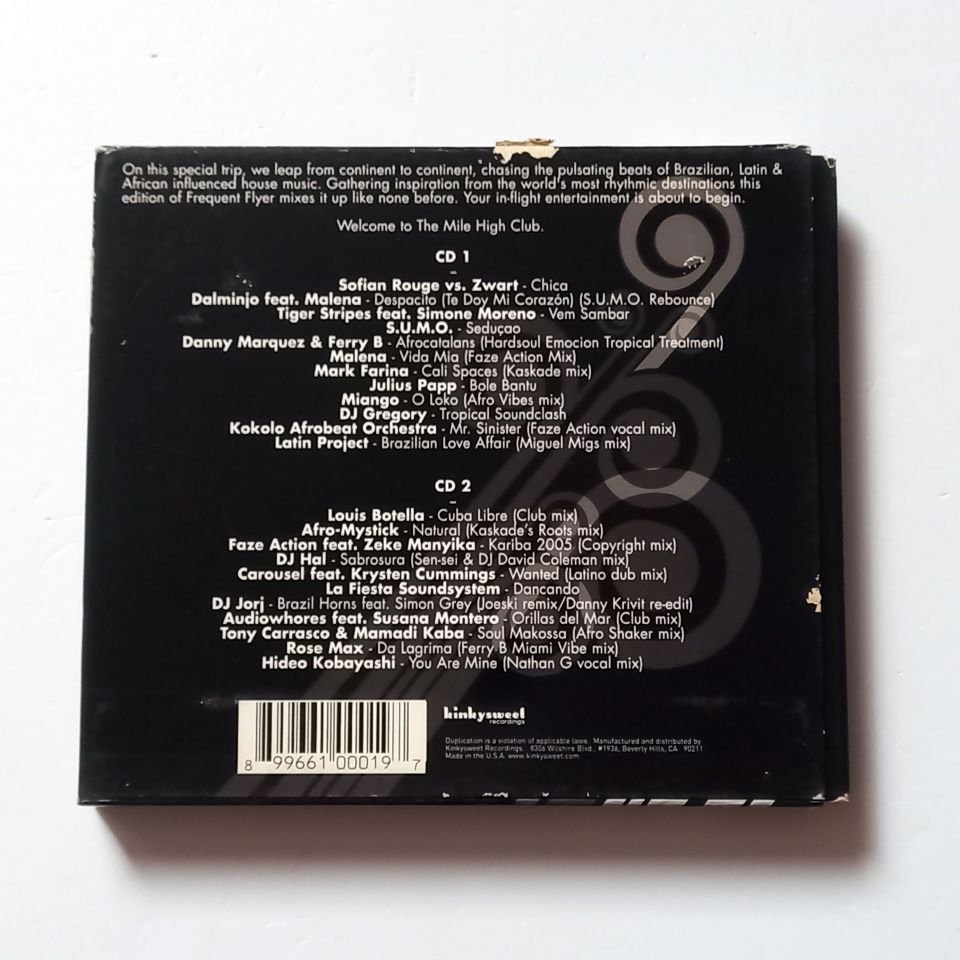 On this special trip, we leap from continent to continent, chasing the pulsating beats of Brazilian, Latin &
African influenced house music. Gathering inspiration from the world's most rhythmic destinations this
edition of Frequent Flyer mixes it up like none before. Your in-flight entertainment is about to begin.
Welcome to The Mile High Club.
CD 1
Sofian Rouge vs. Zwart - Chica
Dalminjo feat. Malena - Despacito (Te Doy Mi Corazón) (S.U.M.O. Rebounce)
Tiger Stripes feat. Simone Moreno - Vem Sambar
S.U.M.O. - Seduçao
Danny Marquez & Ferry B - Afrocatalans (Hardsoul Emocion Tropical Treatment)
Malena - Vida Mia (Faze Action Mix)
Mark Farina - Cali Spaces (Kaskade mix)
Julius Papp - Bole Bantu
Miango - O Loko (Afro Vibes mix)
DJ Gregory - Tropical Soundclash
Kokolo Afrobeat Orchestra - Mr. Sinister (Faze Action vocal mix)
Latin Project - Brazilian Love Affair (Miguel Migs mix)
CD 2
Louis Botella - Cuba Libre (Club mix)
Afro-Mystick - Natural (Kaskade's Roots mix)
Faze Action feat. Zeke Manyika - Kariba 2005 (Copyright mix)
DJ Hal - Sabrosura (Sen-sei & DJ David Coleman mix)
Carousel feat. Krysten Cummings - Wanted (Latino dub mix)
La Fiesta Soundsystem - Dancando
DJ Jorj - Brazil Horns feat. Simon Grey (Joeski remix/Danny Krivit re-edit)
Audiowhores feat. Susana Montero - Orillas del Mar (Club mix)
Tony Carrasco & Mamadi Kaba - Soul Makossa (Afro Shaker mix)
Rose Max - Da Lagrima (Ferry B Miami Vibe mix)
Hideo Kobayashi - You Are Mine (Nathan G vocal mix)
8 99661 00019 7
kinkysweet
recordings
Duplication is a violation of applicable laws. Manufactured and distributed by
Kinkysweet Recordings. 8306 Wilshire Blvd., #1936, Beverly Hills, CA 90211
Made in the U.S.A. www.kinkysweet.com